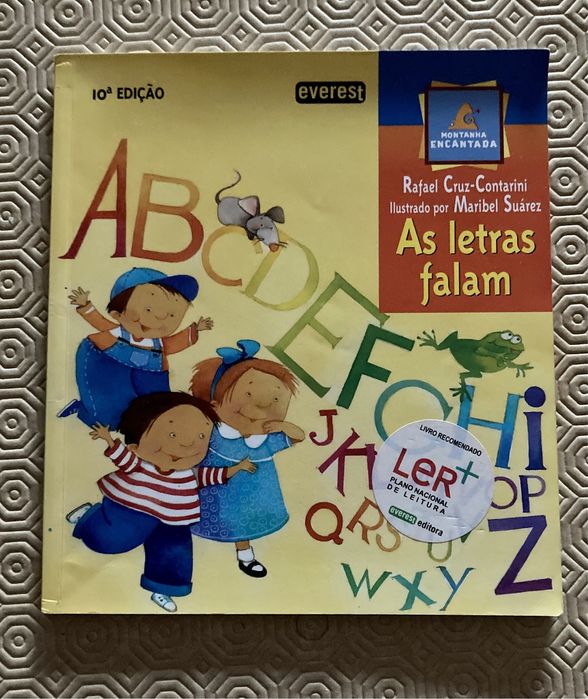 10ª EDIÇÃO
everest
MONTANHA
ENCANTADA
Rafael Cruz-Contarini
Ilustrado por Maribel Suárez
As letras
falam
ABCDEFGHi
JK
OP
QRS
U
WXYZ
LIVRO RECOMENDADO
LeR+
PLANO NACIONAL
DE LEITURA
everest editora